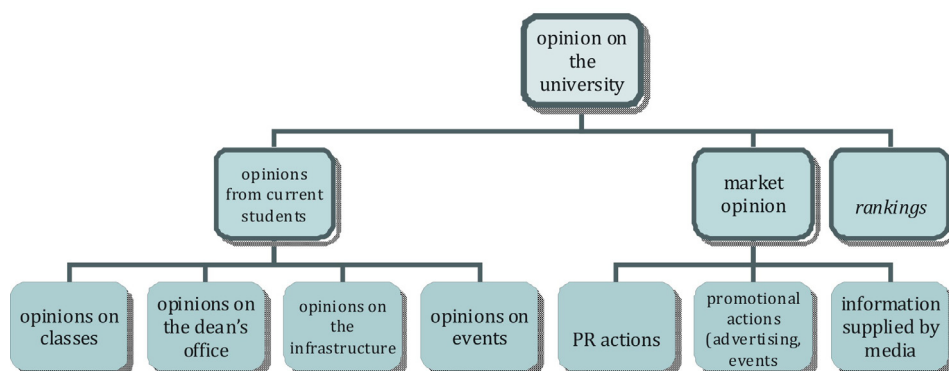 opinion on
the
university
opinions
from current
students
market
opinion
rankings
opinions on
classes
opinions on
the dean’s
office
opinions on
the
infrastructure
opinions on
events
PR actions
promotional
actions
(advertising,
events
information
supplied by
media